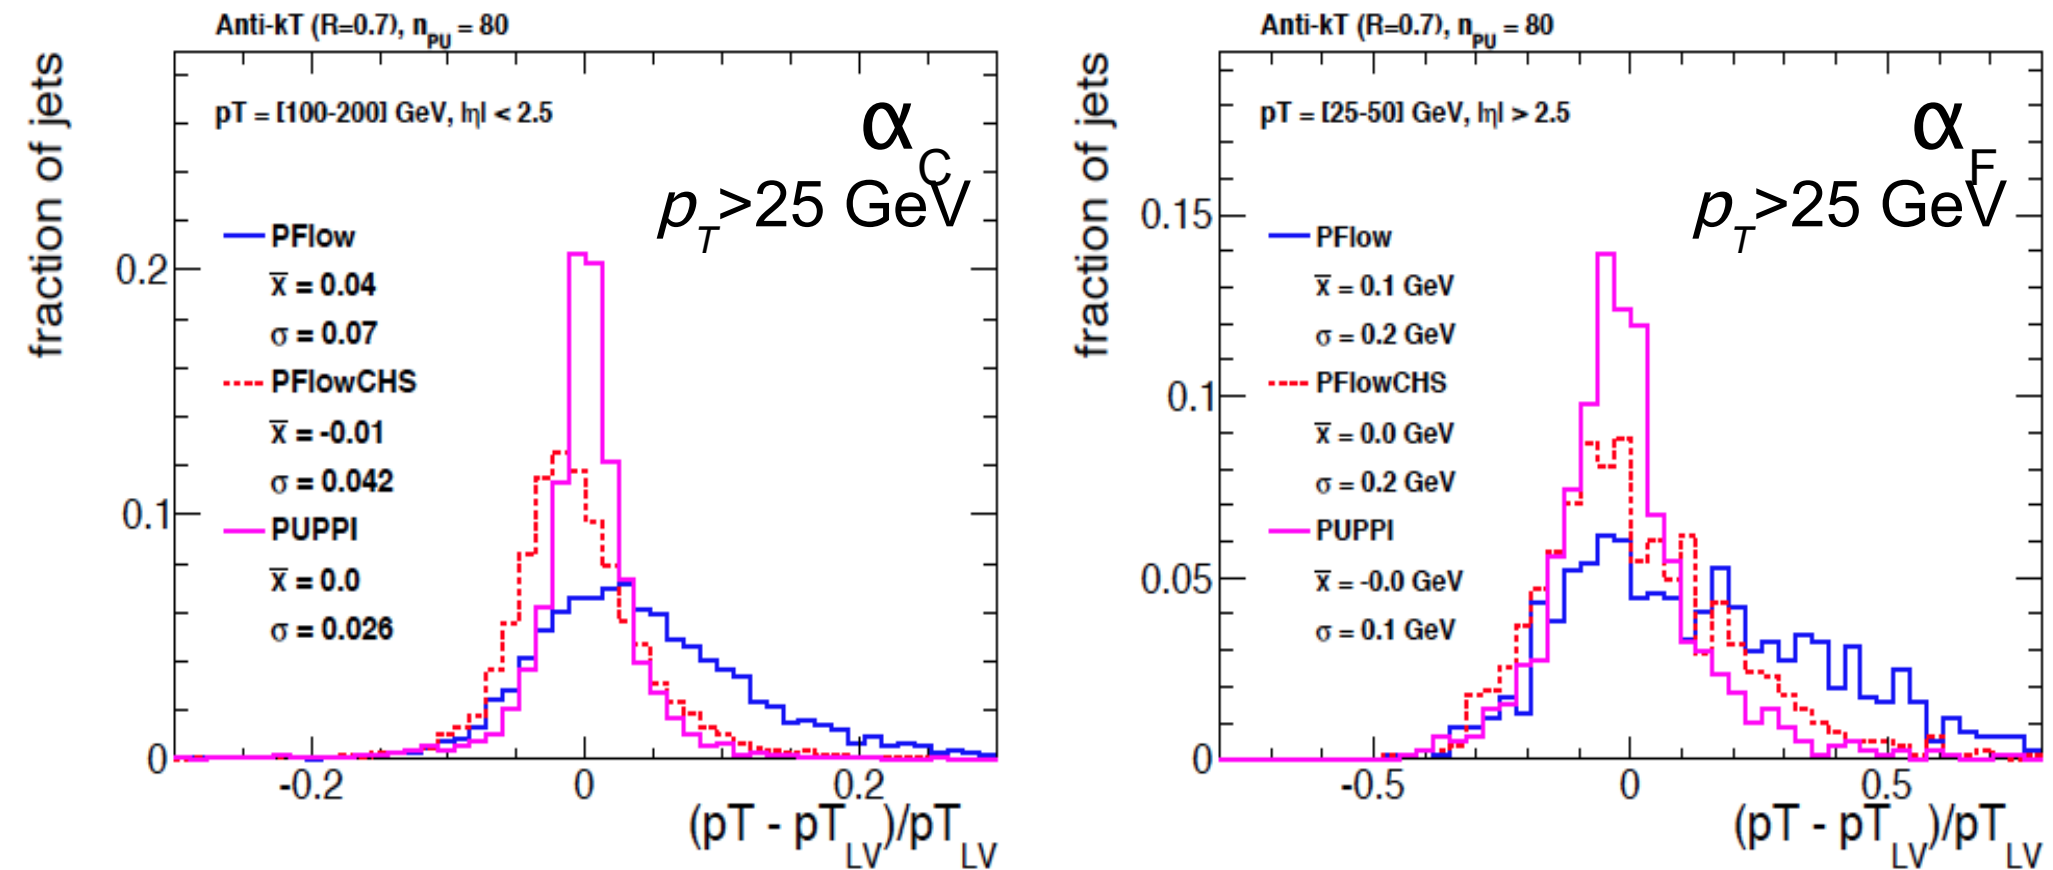 Anti-kT (R=0.7), nPU = 80
pT = [100-200] GeV, |η| < 2.5
αC
pT>25 GeV
fraction of jets
PFlow
x̅ = 0.04
σ = 0.07
PFlowCHS
x̅ = -0.01
σ = 0.042
PUPPI
x̅ = 0.0
σ = 0.026
0.2
0.1
0
-0.2
0
0.2
(pT - pTLV)/pTLV
Anti-kT (R=0.7), nPU = 80
pT = [25-50] GeV, |η| > 2.5
αF
pT>25 GeV
fraction of jets
PFlow
x̅ = 0.1 GeV
σ = 0.2 GeV
PFlowCHS
x̅ = 0.0 GeV
σ = 0.2 GeV
PUPPI
x̅ = -0.0 GeV
σ = 0.1 GeV
0.15
0.1
0.05
0
-0.5
0
0.5
(pT - pTLV)/pTLV